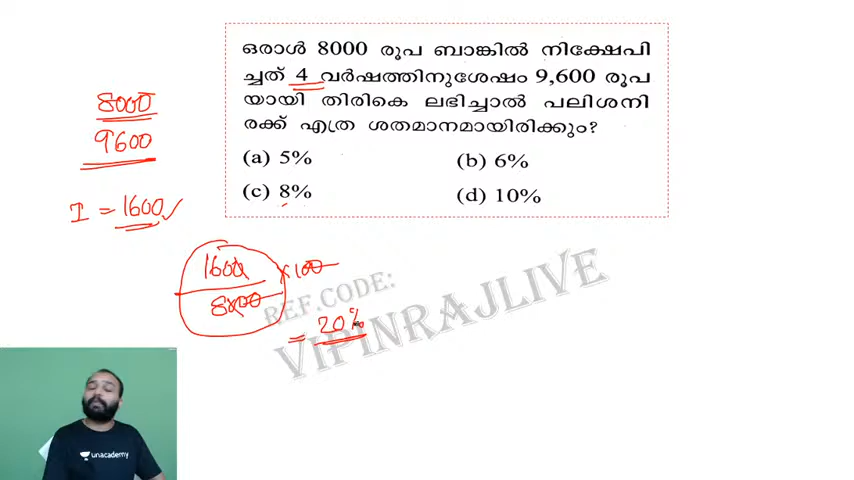 ഒരാൾ 8000 രൂപ ബാങ്കിൽ നിക്ഷേപി
ച്ചത് 4 വർഷത്തിനുശേഷം 9,600 രൂപ
യായി തിരികെ ലഭിച്ചാൽ പലിശനി
രക്ക് എത്ര ശതമാനമായിരിക്കും?
(a) 5%
(b) 6%
(c) 8%
(d) 10%
8000
9600
I = 1600
1600
8000
×100
= 20%
REF.CODE:
VIPINRAJLIVE
unacademy